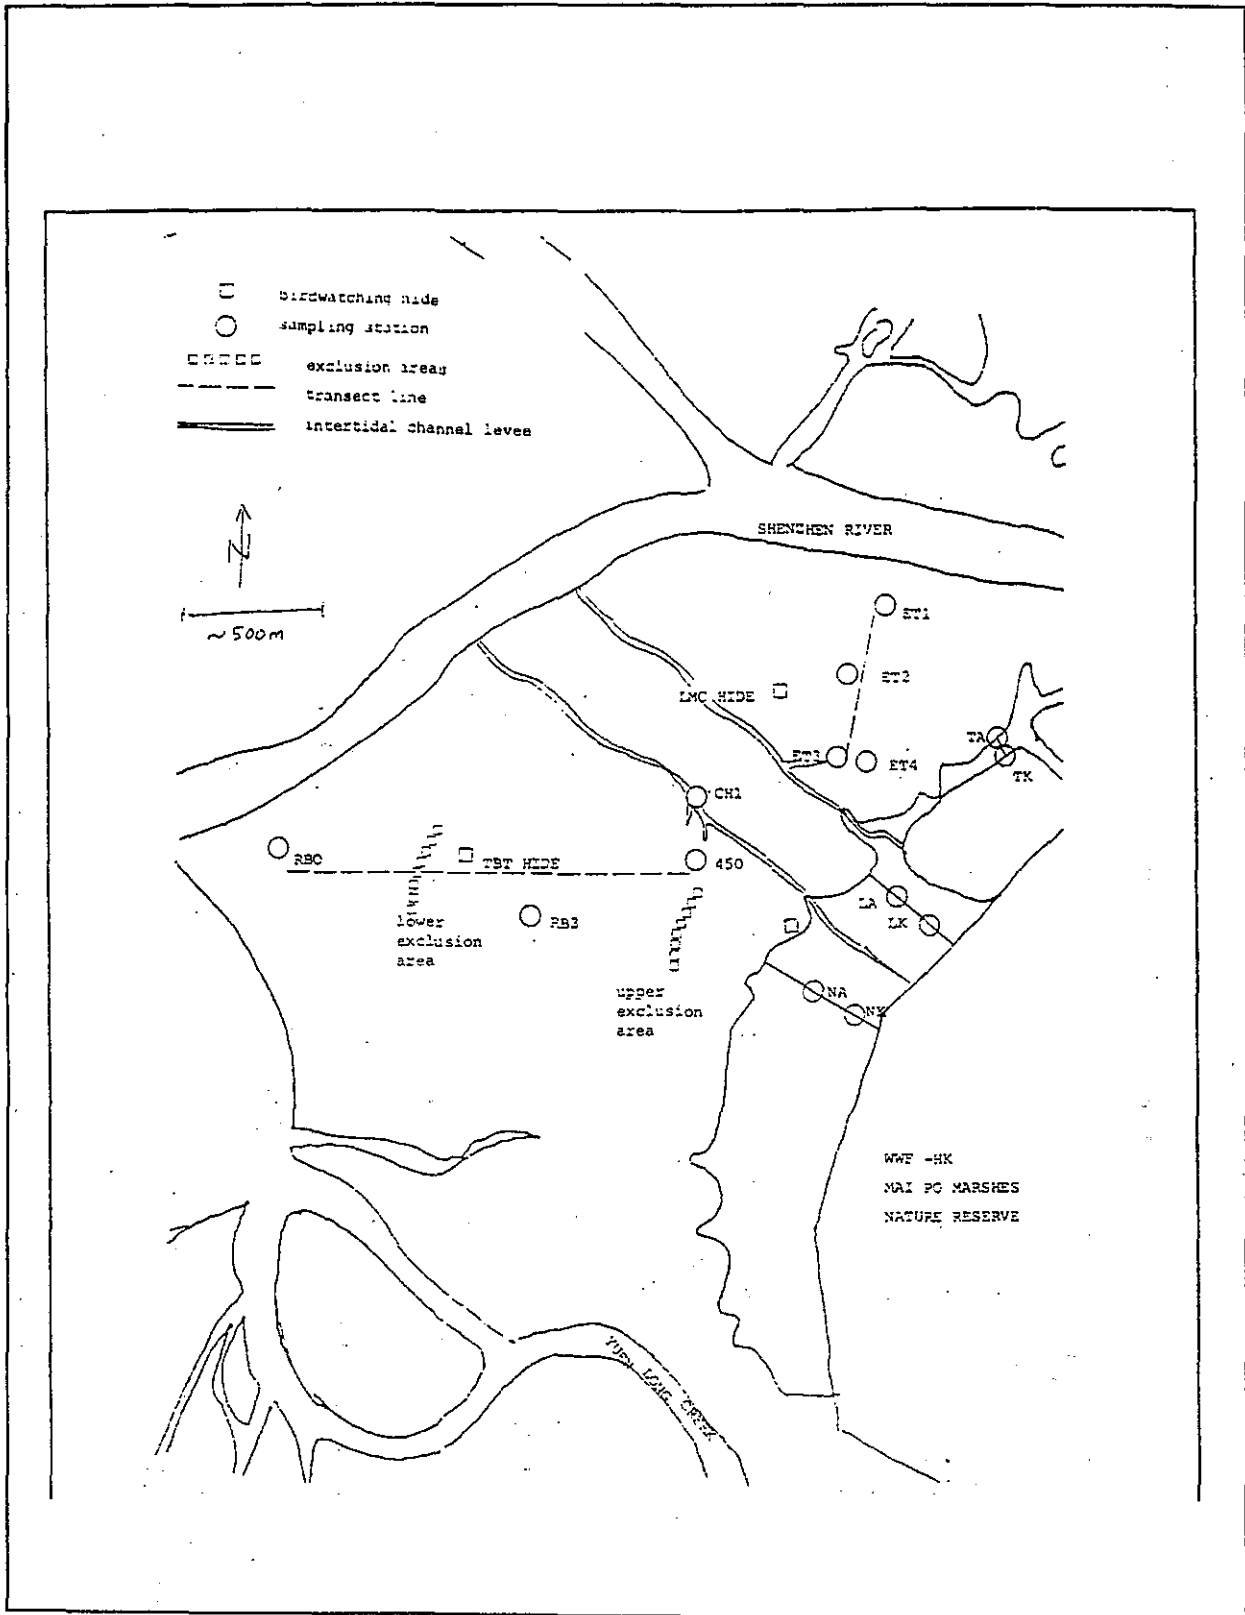 birdwatching hide
sampling station
exclusion areas
transect line
intertidal channel levee
N
~500m
SHENZHEN RIVER
ET1
ET2
LMC HIDE
ET3
ET4
TA
TK
CH1
RB0
TBT HIDE
450
LA
LK
RB3
lower
exclusion
area
upper
exclusion
area
NA
NK
WWF -HK
MAI PO MARSHES
NATURE RESERVE
YUEN LONG CREEK